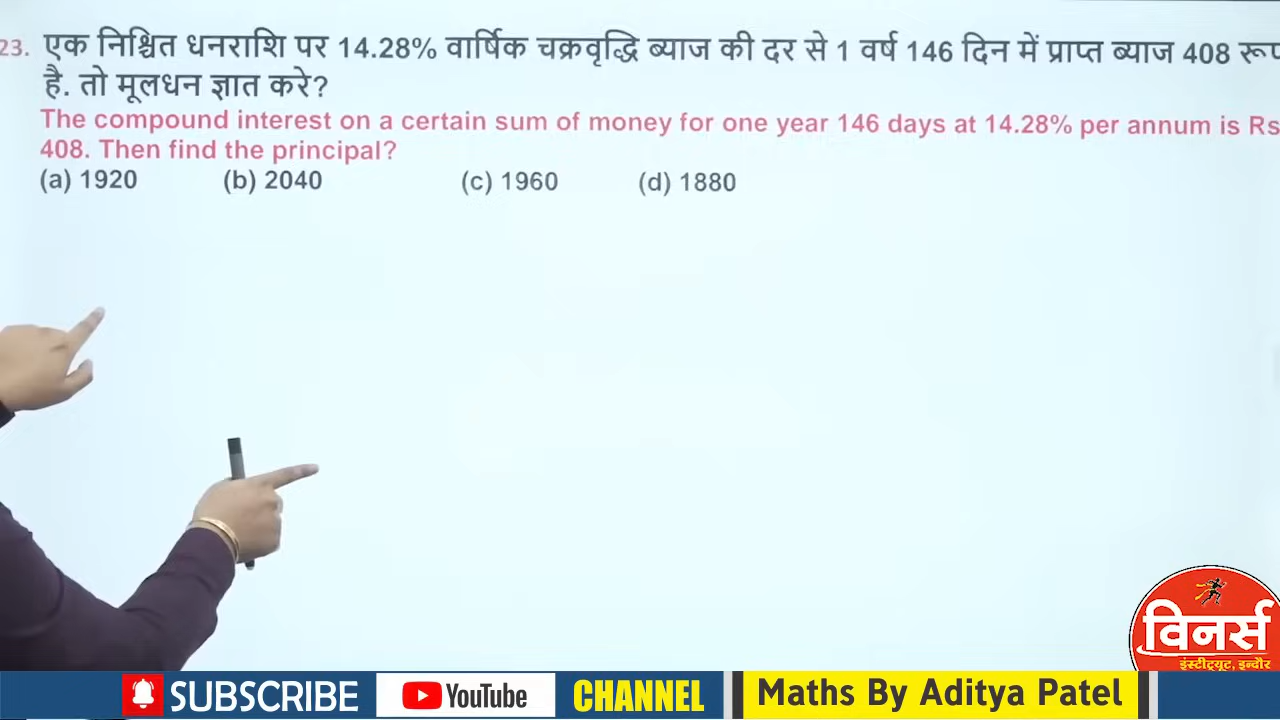 23. एक निश्चित धनराशि पर 14.28% वार्षिक चक्रवृद्धि ब्याज की दर से 1 वर्ष 146 दिन में प्राप्त ब्याज 408
है. तो मूलधन ज्ञात करे?
The compound interest on a certain sum of money for one year 146 days at 14.28% per annum is Rs
408. Then find the principal?
(a) 1920 (b) 2040 (c) 1960 (d) 1880
विनर्स
इंस्टीट्यूट, इन्दौर
SUBSCRIBE YouTube CHANNEL Maths By Aditya Patel